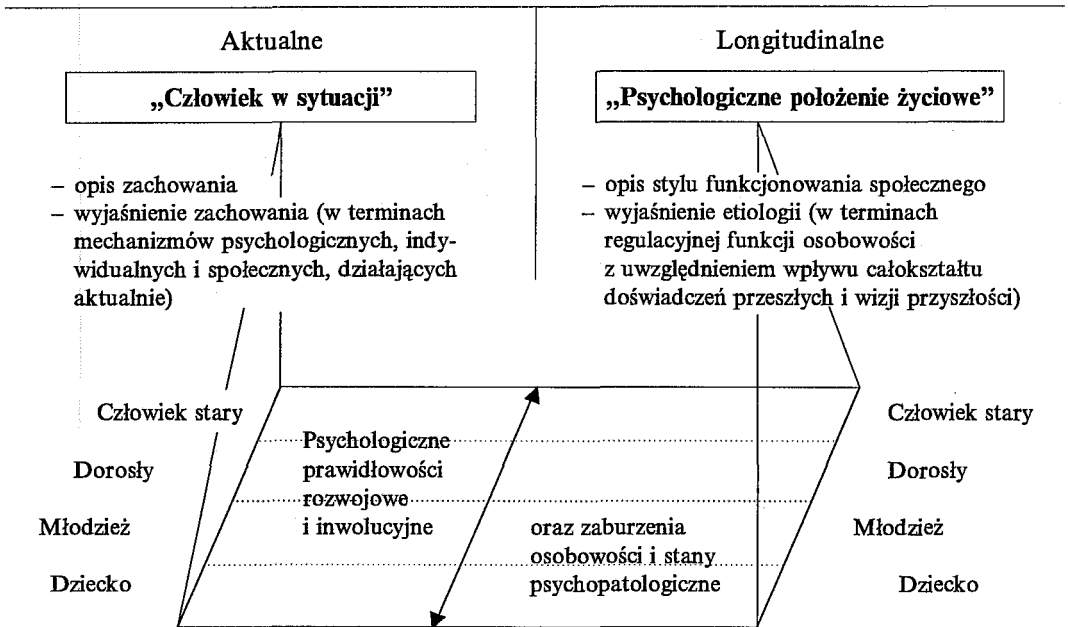 Aktualne
Longitudinalne
„Człowiek w sytuacji”
„Psychologiczne położenie życiowe”
– opis zachowania
– wyjaśnienie zachowania (w terminach
mechanizmów psychologicznych, indy-
widualnych i społecznych, działających
aktualnie)
– opis stylu funkcjonowania społecznego
– wyjaśnienie etiologii (w terminach
regulacyjnej funkcji osobowości
z uwzględnieniem wpływu całokształtu
doświadczeń przeszłych i wizji przyszłości)
Człowiek stary
Dorosły
Młodzież
Dziecko
Psychologiczne
prawidłowości
rozwojowe
i inwolucyjne
oraz zaburzenia
osobowości i stany
psychopatologiczne
Człowiek stary
Dorosły
Młodzież
Dziecko